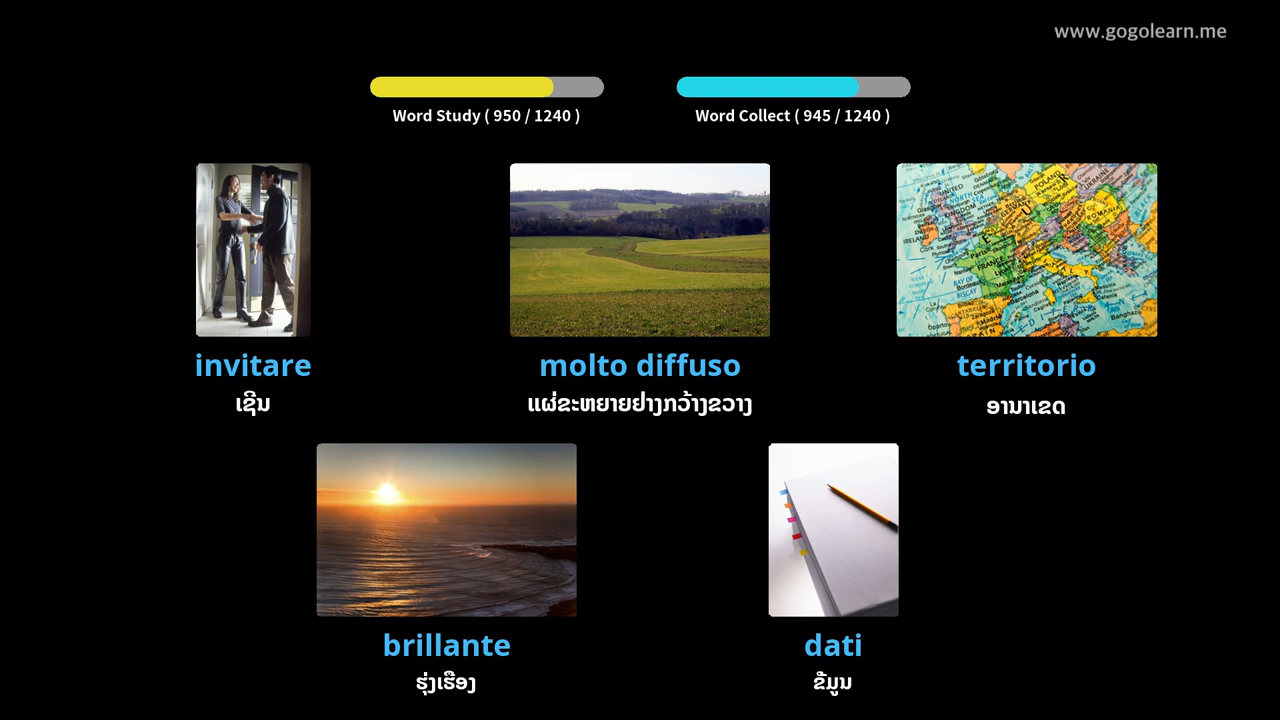 www.gogolearn.me
Word Study ( 950 / 1240 )
Word Collect ( 945 / 1240 )
invitare
ເຊີນ
molto diffuso
ແຜ່ຂະຫຍາຍຢ່າງກວ້າງຂວາງ
territorio
ອານາເຂດ
brillante
ຮຸ່ງເຮືອງ
dati
ຂໍ້ມູນ